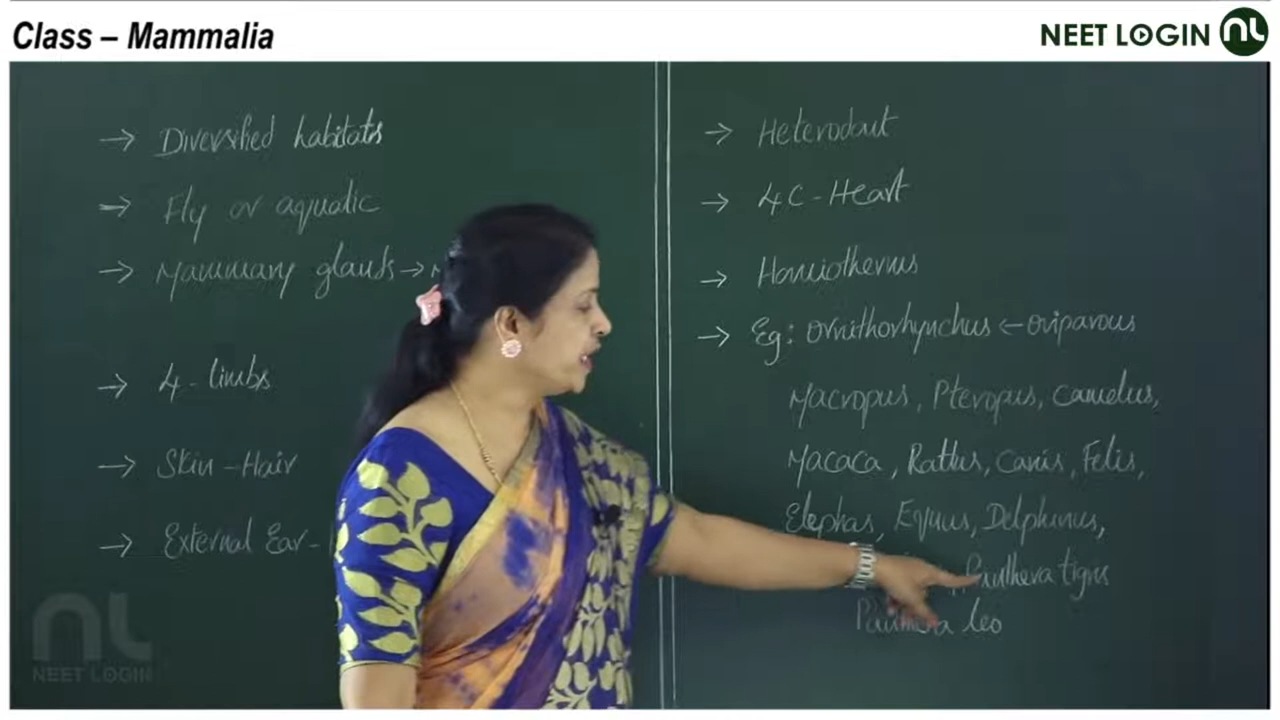 Class – Mammalia
NEET LOGIN nl
→ Diversified habitats
→ Fly or aquatic
→ Mammary glands →
→ 4 - limbs
→ Skin - Hair
→ External Ear -
→ Heterodont
→ 4C - Heart
→ Homiothermus
→ Eg: Ornithorhynchus ← oviparous
Macropus, Pteropus, Camelus,
Macaca, Rattus, Canis, Felis,
Elephas, Equus, Delphinus,
Panthera tigris
Panthera leo
nl
NEET LOGIN